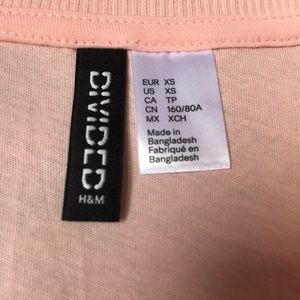 DIVIDED
H&M
EUR XS
US XS
CA TP
CN 160/80A
MX XCH
Made in
Bangladesh
Fabriqué en
Bangladesh